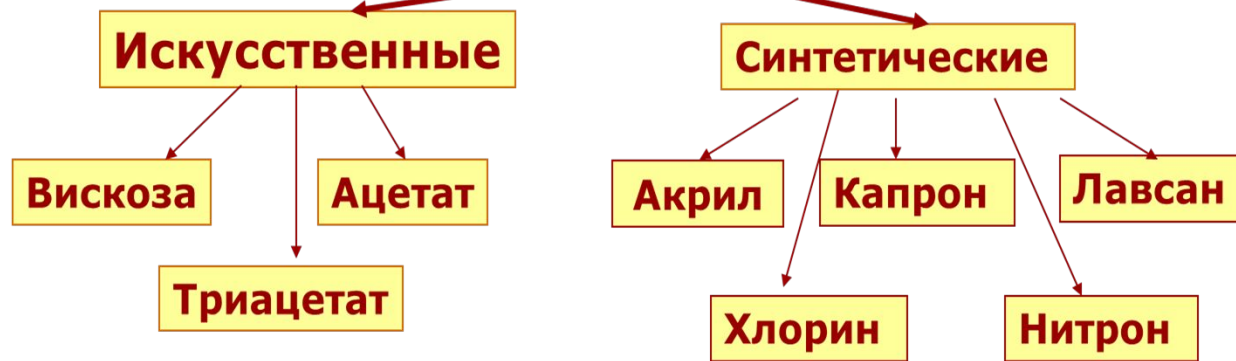 Искусственные
Синтетические
Вискоза
Ацетат
Акрил
Капрон
Лавсан
Триацетат
Хлорин
Нитрон